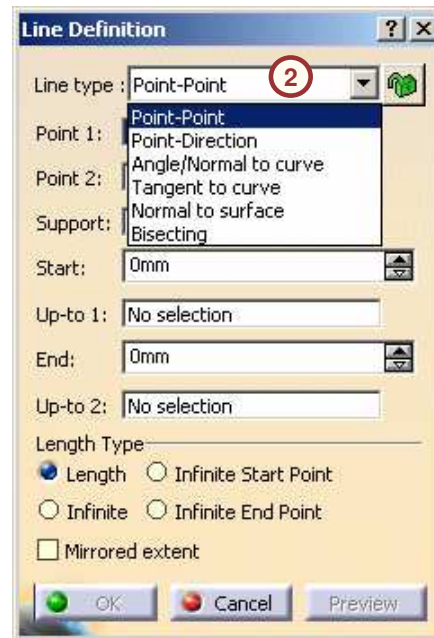 Line Definition ? ×
Line type : Point-Point 2
Point-Point
Point 1:
Point-Direction
Angle/Normal to curve
Point 2:
Tangent to curve
Normal to surface
Support:
Bisecting
Start: 0mm
Up-to 1: No selection
End: 0mm
Up-to 2: No selection
Length Type
Length Infinite Start Point
Infinite Infinite End Point
Mirrored extent
OK Cancel Preview